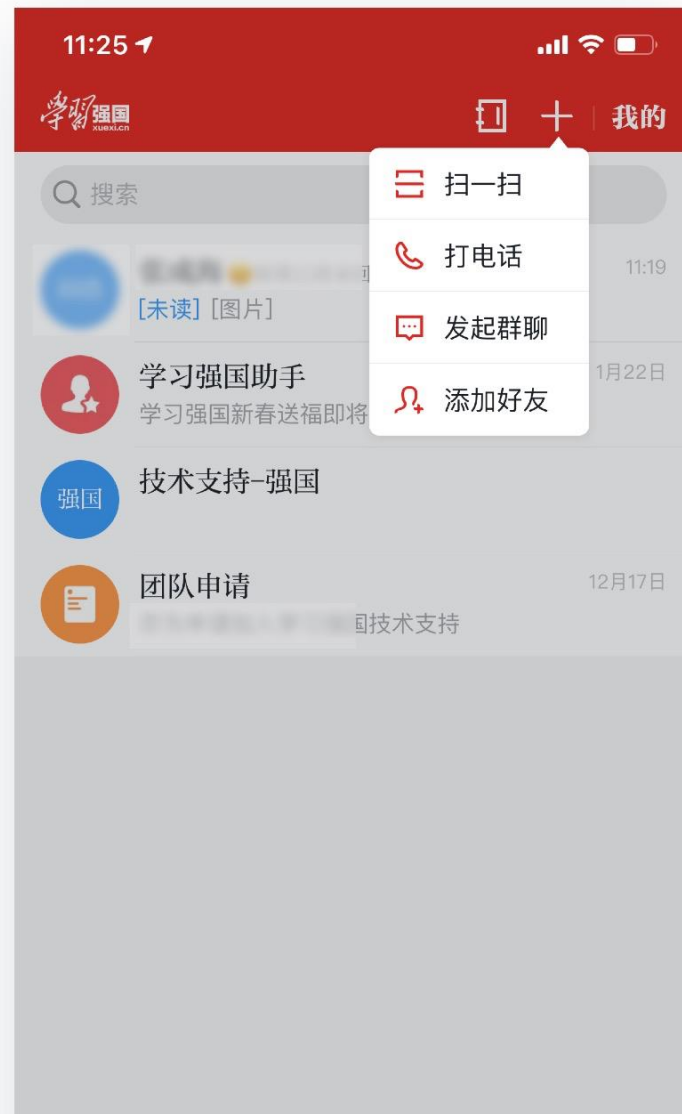 11:25
學習强国
xuexi.cn
我的
搜索
扫一扫
打电话
11:19
[未读] [图片]
发起群聊
学习强国助手
1月22日
学习强国新春送福即将
添加好友
强国
技术支持-强国
团队申请
12月17日
国技术支持